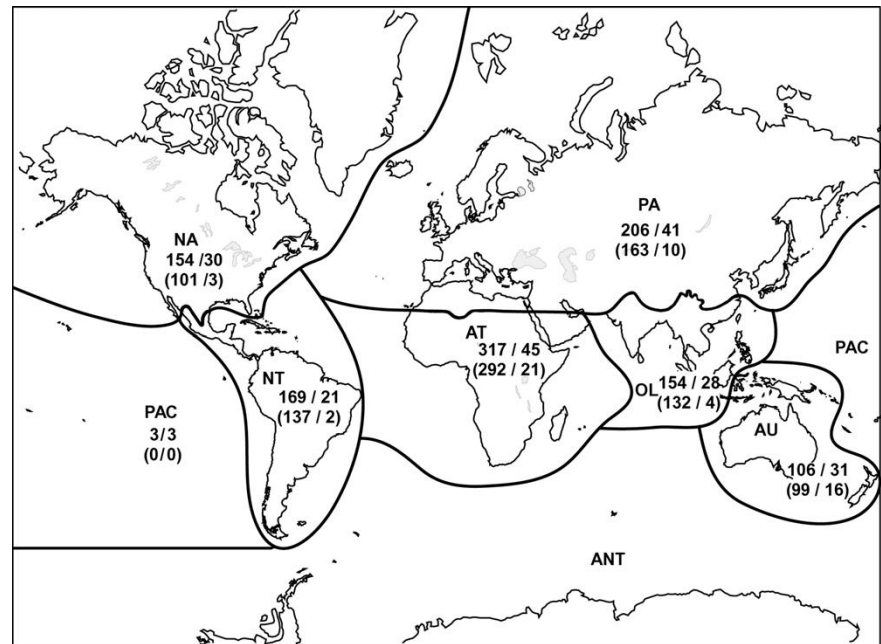 NA
154 /30
(101 /3)
PA
206 / 41
(163 / 10)
AT
317 / 45
(292 / 21)
PAC
NT
169 / 21
(137 / 2)
OL
154 / 28
(132 / 4)
PAC
3/3
(0/0)
AU
106 / 31
(99 / 16)
ANT